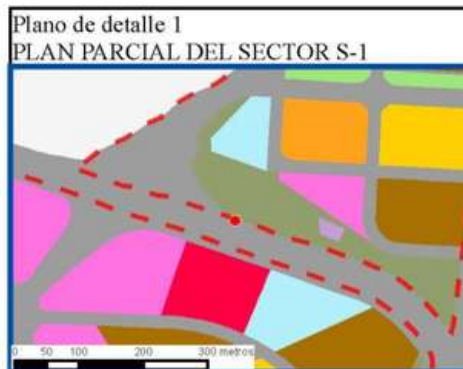 Plano de detalle 1
PLAN PARCIAL DEL SECTOR S-1
0 50 100 200 300 metros